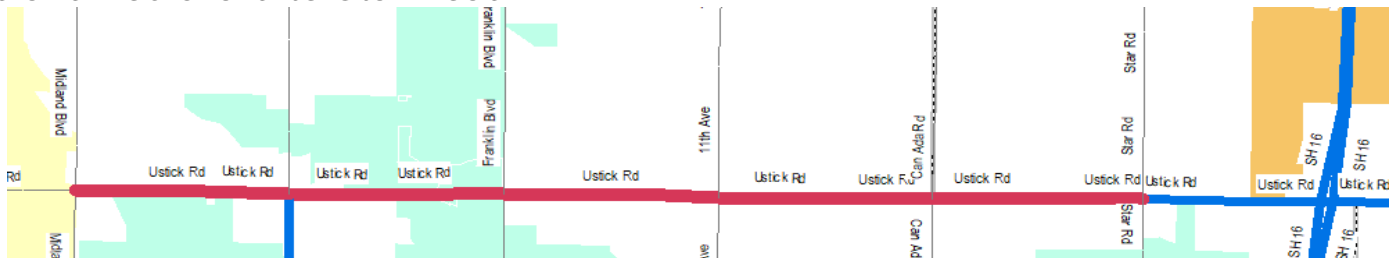 Franklin Blvd
Midland Blvd
Franklin Blvd
11th Ave
Can Ada Rd
Star Rd
Star Rd
SH 16
SH 16
Rd
Ustick Rd
Ustick Rd
Ustick Rd
Ustick Rd
Ustick Rd
Ustick Rd
Ustick R
Ustick Rd
Ustick Rd
Ustick Rd
Ustick Rd
Ustick Rd
Midla
Ave
Can Ad
Star Rd
SH 16
SH 16